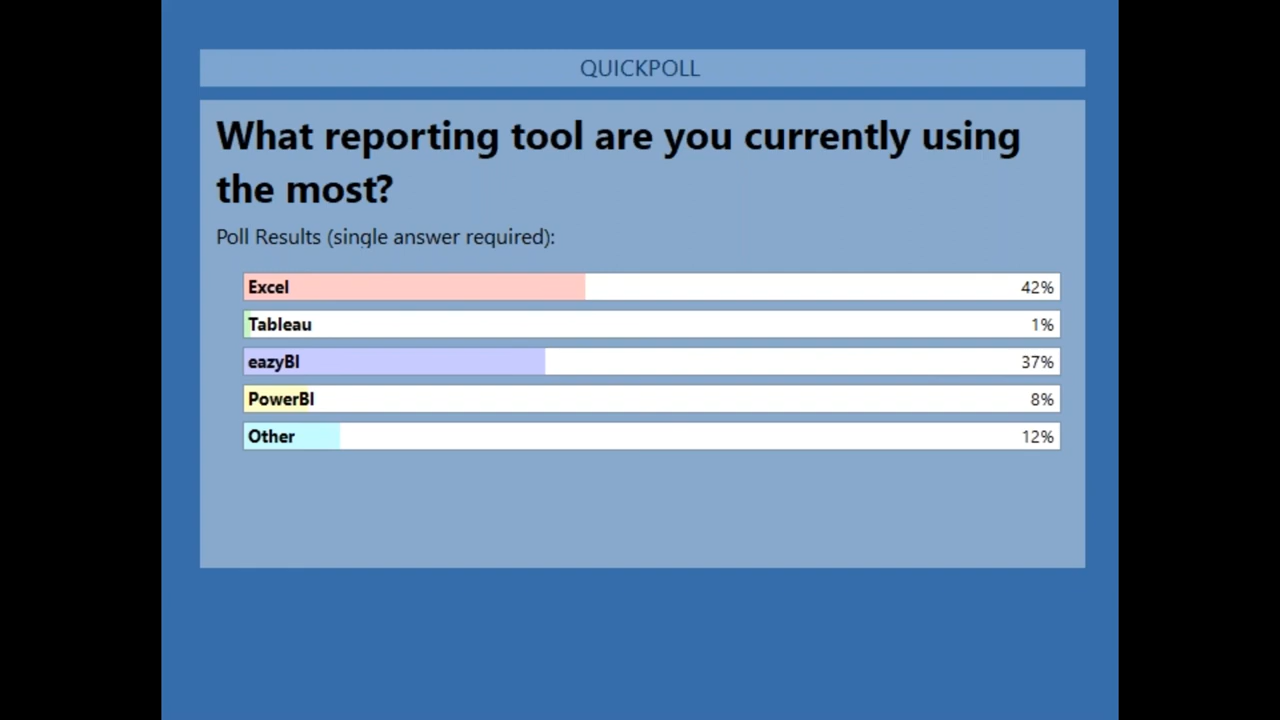 QUICKPOLL
What reporting tool are you currently using
the most?
Poll Results (single answer required):
Excel 42%
Tableau 1%
eazyBI 37%
PowerBI 8%
Other 12%